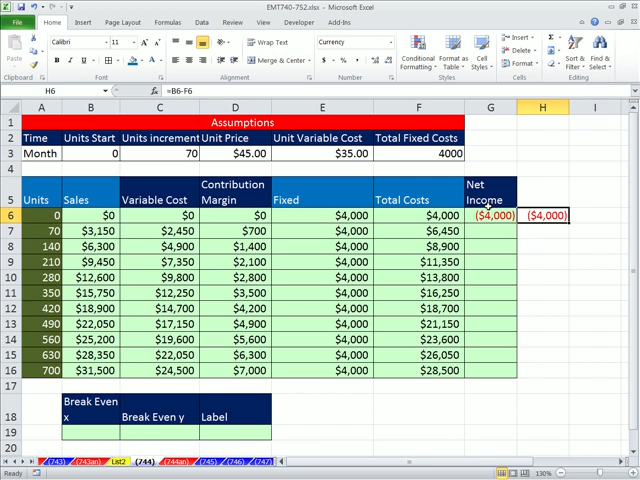 EMT740-752.xlsx - Microsoft Excel
File Home Insert Page Layout Formulas Data Review View Developer Add-Ins
Paste Calibri 11 Wrap Text Currency Conditional Formatting Format as Table Cell Styles Insert Delete Format Sort & Filter Find & Select
B I U Merge & Center $ % ,
Clipboard Font Alignment Number Styles Cells Editing
H6 fx =B6-F6
A B C D E F G H I
1 Assumptions
2 Time Units Start Units increment Unit Price Unit Variable Cost Total Fixed Costs
3 Month 0 70 $45.00 $35.00 4000
4
5 Units Sales Variable Cost Contribution Margin Fixed Total Costs Net Income
6 0 $0 $0 $0 $4,000 $4,000 ($4,000) ($4,000)
7 70 $3,150 $2,450 $700 $4,000 $6,450
8 140 $6,300 $4,900 $1,400 $4,000 $8,900
9 210 $9,450 $7,350 $2,100 $4,000 $11,350
10 280 $12,600 $9,800 $2,800 $4,000 $13,800
11 350 $15,750 $12,250 $3,500 $4,000 $16,250
12 420 $18,900 $14,700 $4,200 $4,000 $18,700
13 490 $22,050 $17,150 $4,900 $4,000 $21,150
14 560 $25,200 $19,600 $5,600 $4,000 $23,600
15 630 $28,350 $22,050 $6,300 $4,000 $26,050
16 700 $31,500 $24,500 $7,000 $4,000 $28,500
17
18 Break Even x Break Even y Label
19
20
(743) (743an) List2 (744) (744an) (745) (746) (747)
Ready 130%